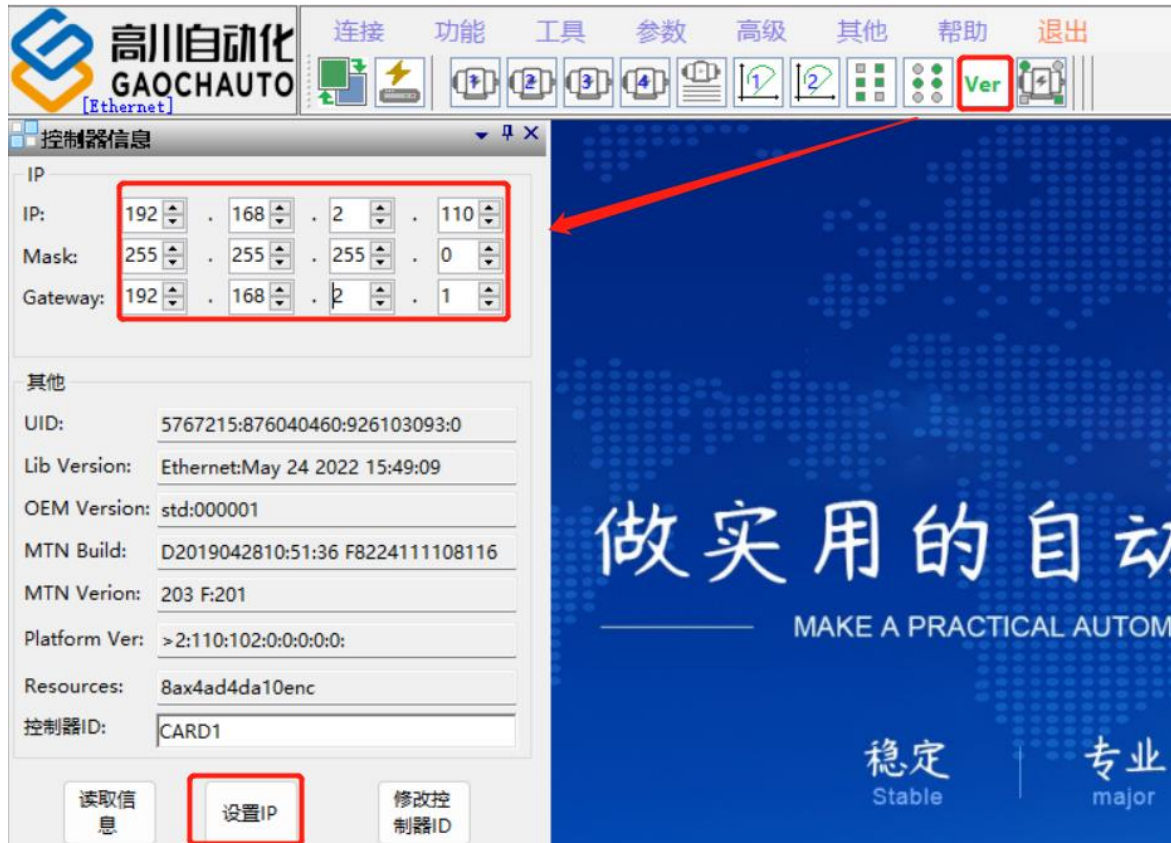 高川自动化
GAOCHAUTO
[Ethernet]
连接 功能 工具 参数 高级 其他 帮助 退出
1 2 3 4 1 2 Ver
控制器信息
IP
IP: 192 . 168 . 2 . 110
Mask: 255 . 255 . 255 . 0
Gateway: 192 . 168 . 2 . 1
其他
UID: 5767215:876040460:926103093:0
Lib Version: Ethernet:May 24 2022 15:49:09
OEM Version: std:000001
MTN Build: D2019042810:51:36 F8224111108116
MTN Verion: 203 F:201
Platform Ver: >2:110:102:0:0:0:0:0:
Resources: 8ax4ad4da10enc
控制器ID: CARD1
读取信
息
设置IP
修改控
制器ID
做实用的自动
MAKE A PRACTICAL AUTOM
稳定 专业
Stable major